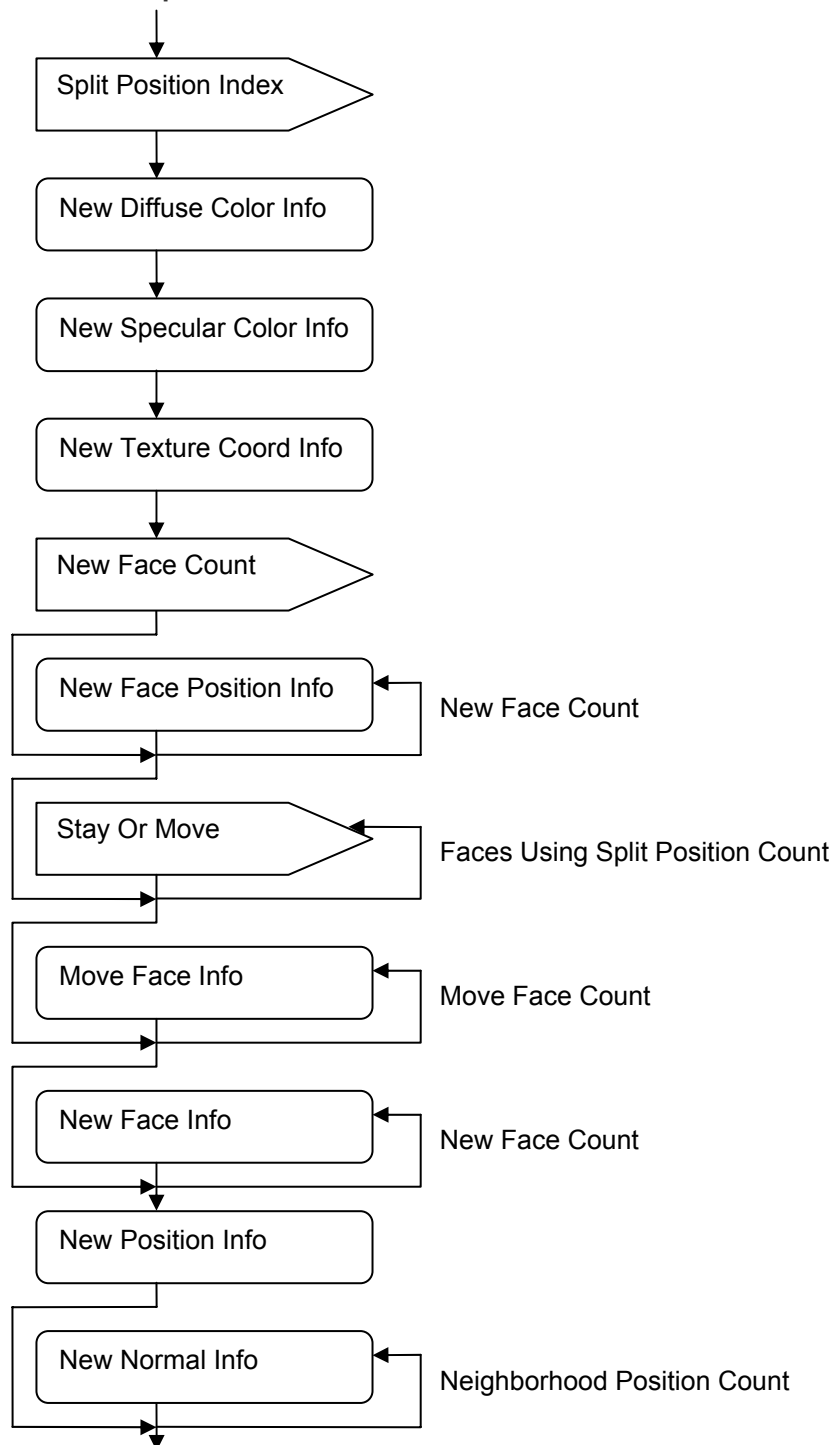 Split Position Index
New Diffuse Color Info
New Specular Color Info
New Texture Coord Info
New Face Count
New Face Position Info
New Face Count
Stay Or Move
Faces Using Split Position Count
Move Face Info
Move Face Count
New Face Info
New Face Count
New Position Info
New Normal Info
Neighborhood Position Count